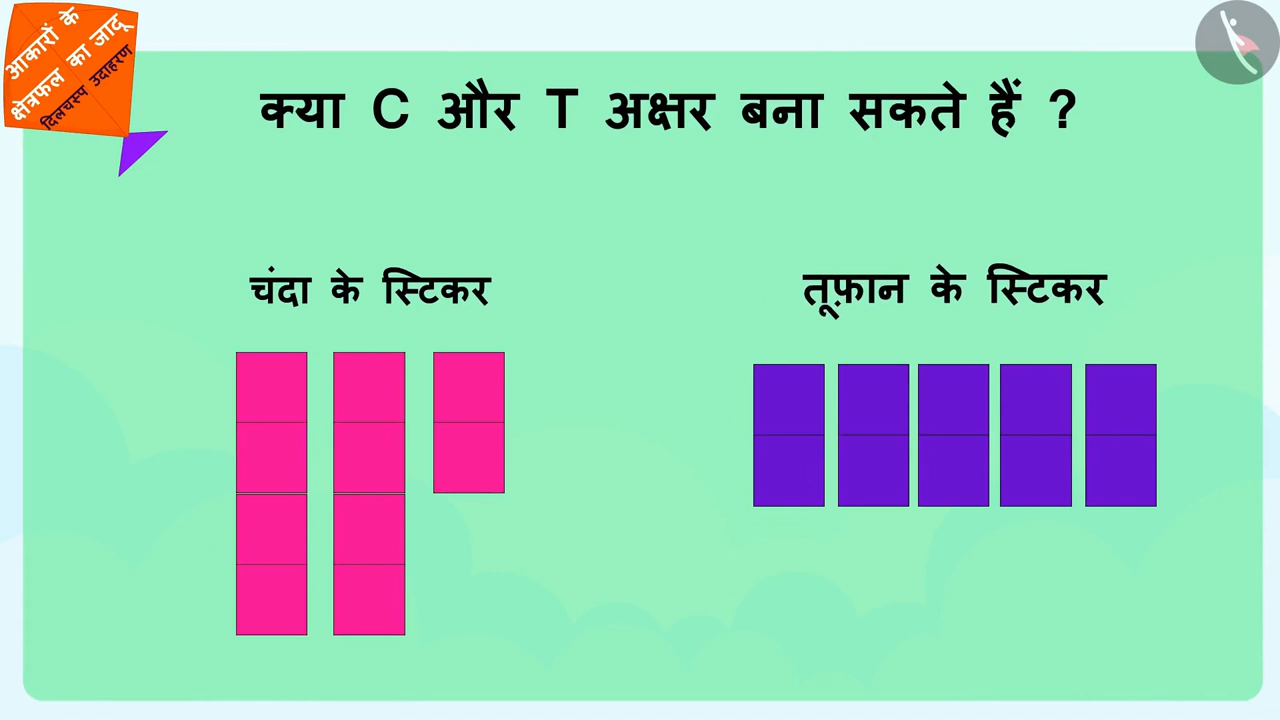 आकारों के
क्षेत्रफल का जादू
दिलचस्प उदाहरण
क्या C और T अक्षर बना सकते हैं ?
चंदा के स्टिकर
तूफ़ान के स्टिकर